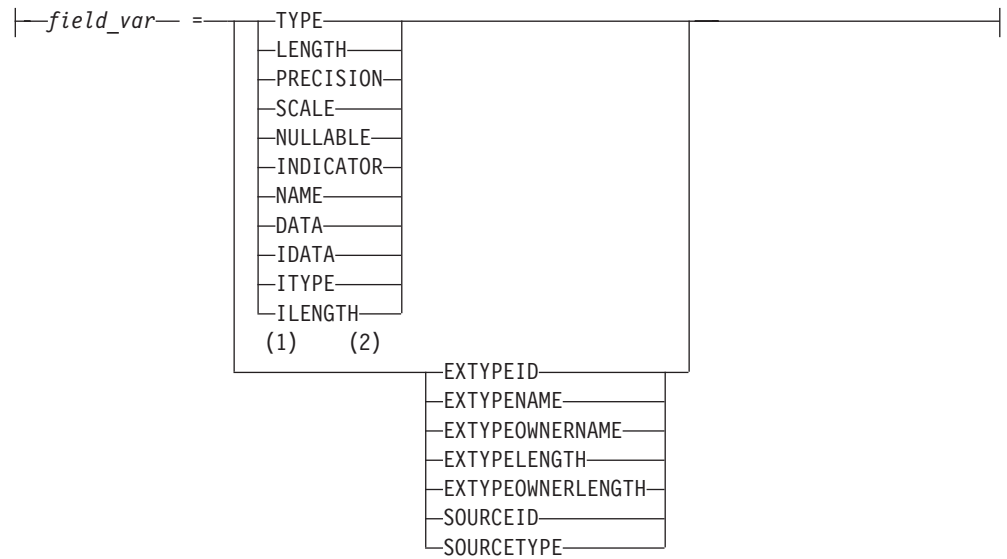 field_var = TYPE
LENGTH
PRECISION
SCALE
NULLABLE
INDICATOR
NAME
DATA
IDATA
ITYPE
ILENGTH
(1) (2)
EXTYPEID
EXTYPENAME
EXTYPEOWNERNAME
EXTYPELENGTH
EXTYPEOWNERLENGTH
SOURCEID
SOURCETYPE